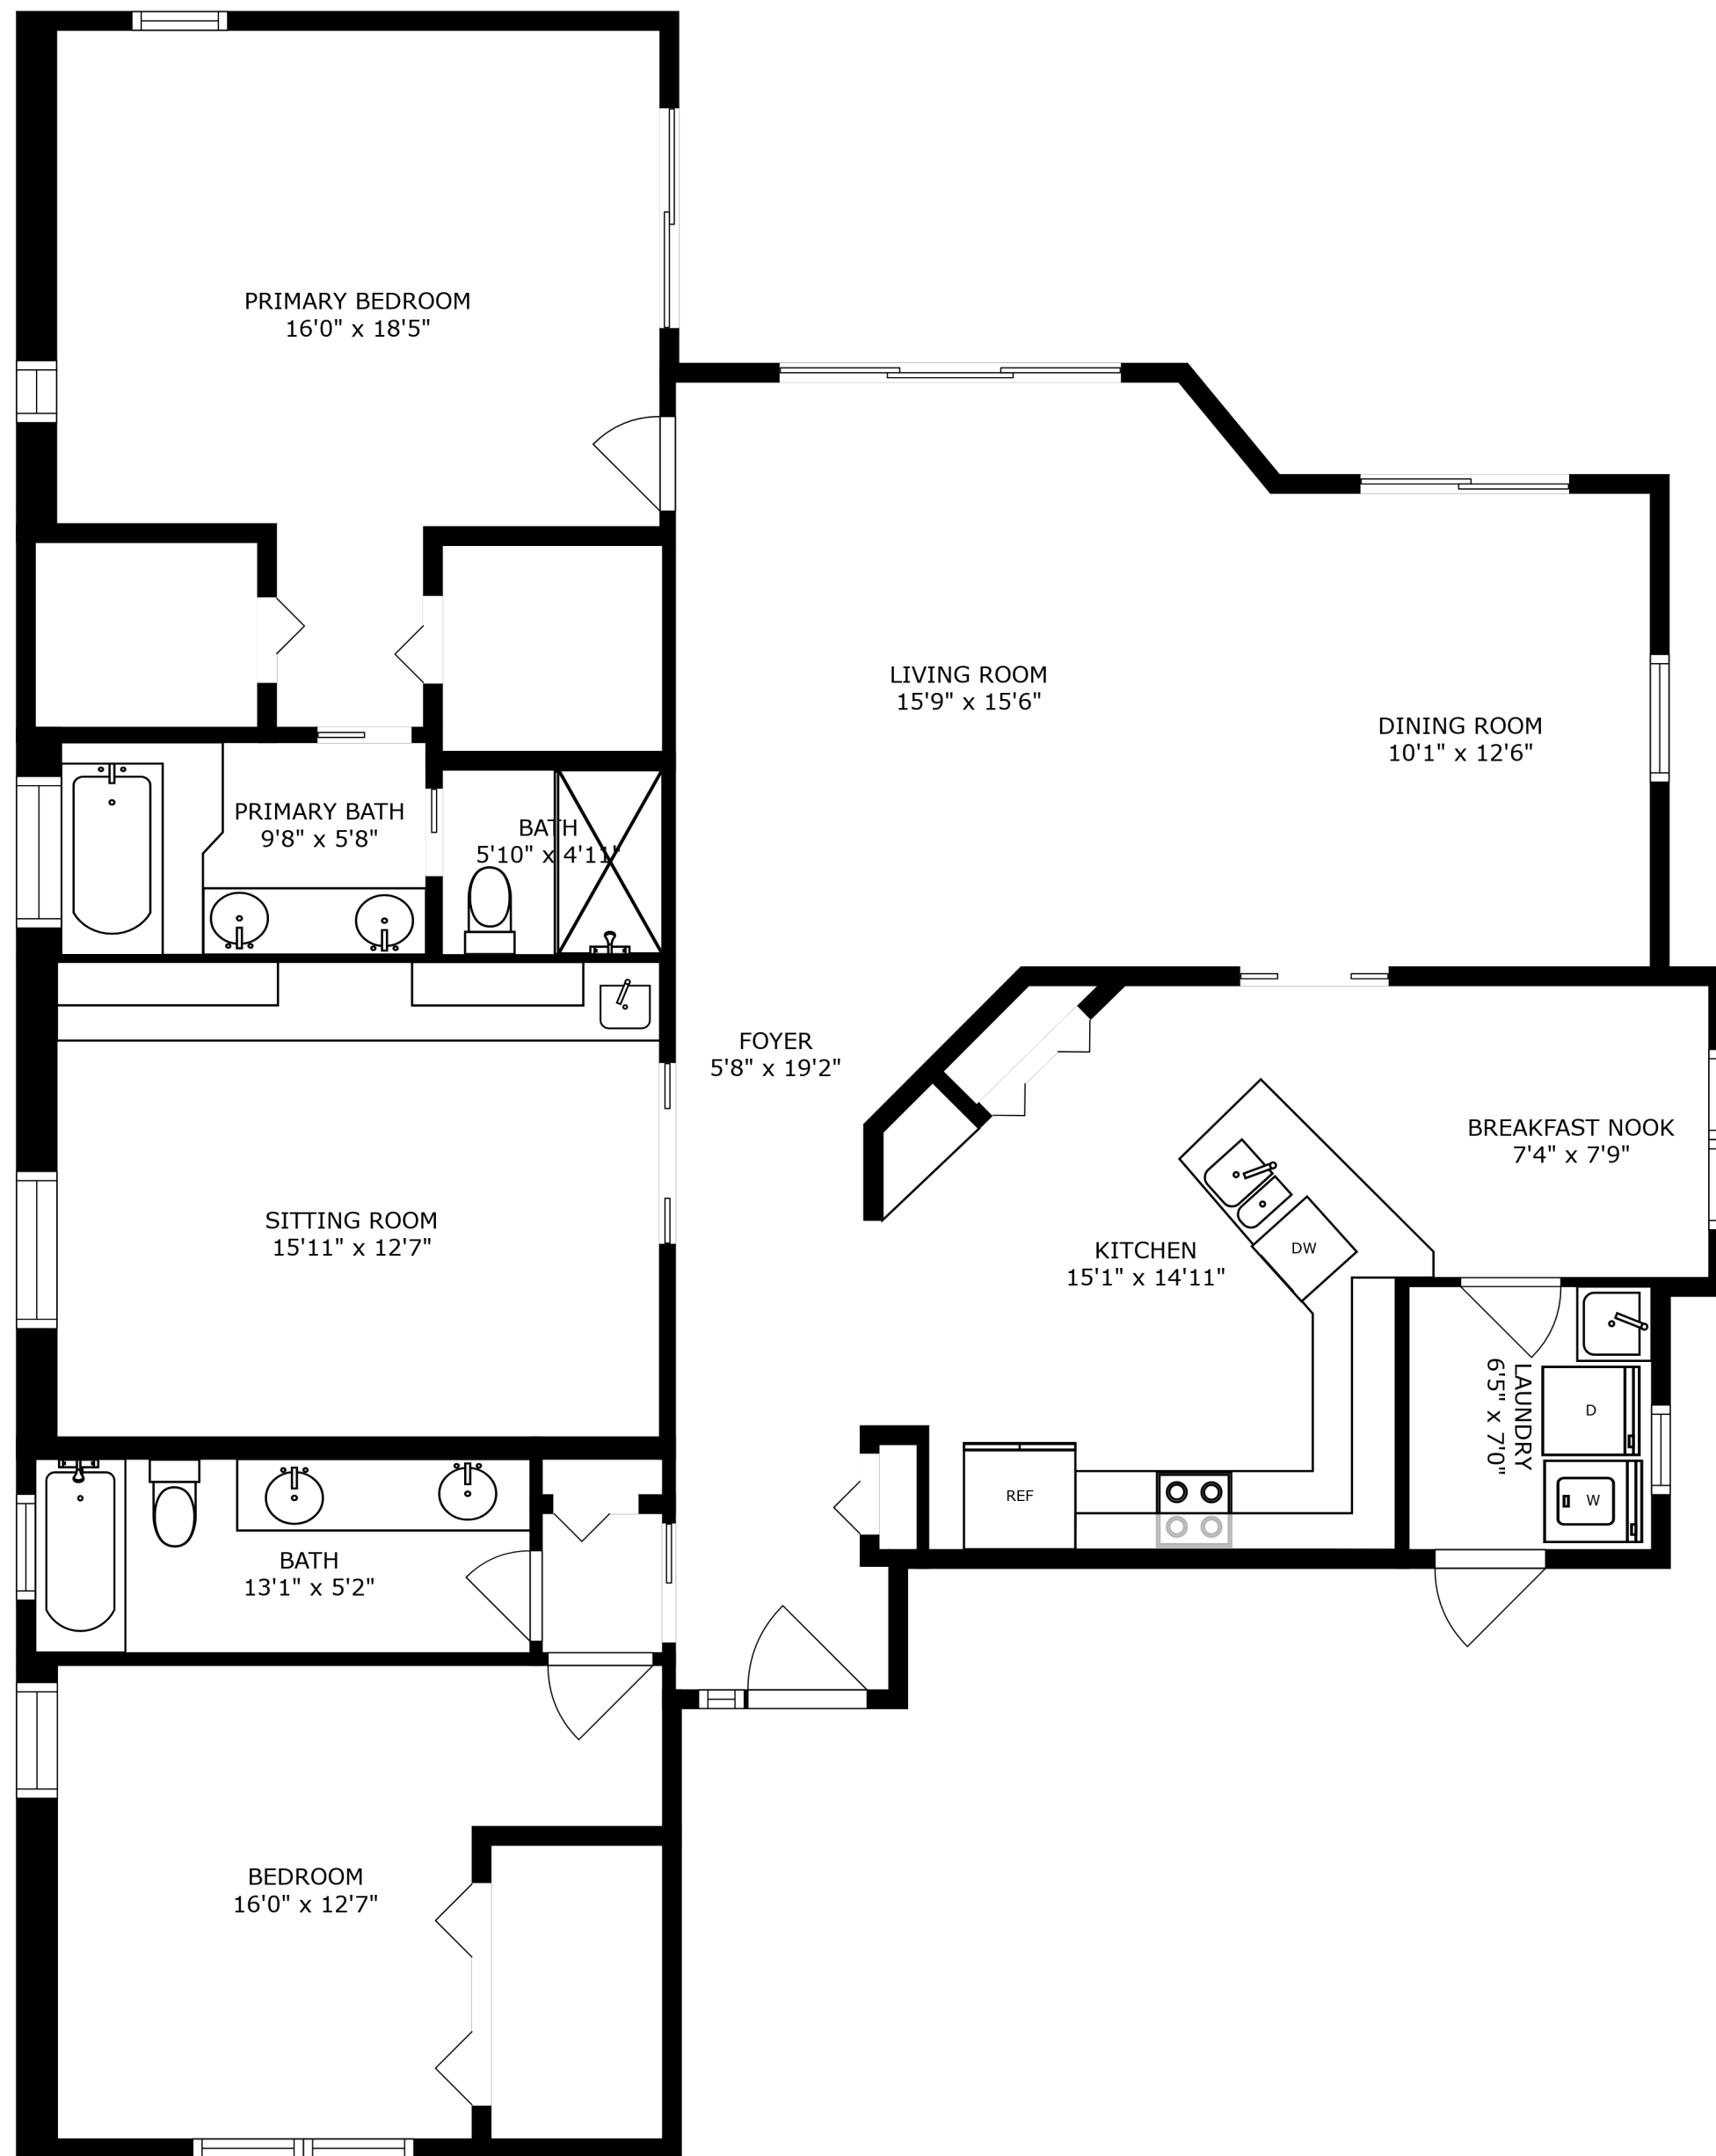 PRIMARY BEDROOM
16'0" x 18'5"
LIVING ROOM
15'9" x 15'6"
DINING ROOM
10'1" x 12'6"
PRIMARY BATH
9'8" x 5'8"
BATH
5'10" x 4'11"
FOYER
5'8" x 19'2"
BREAKFAST NOOK
7'4" x 7'9"
SITTING ROOM
15'11" x 12'7"
KITCHEN
15'1" x 14'11"
DW
LAUNDRY
6'5" x 7'0"
D
REF
W
BATH
13'1" x 5'2"
BEDROOM
16'0" x 12'7"